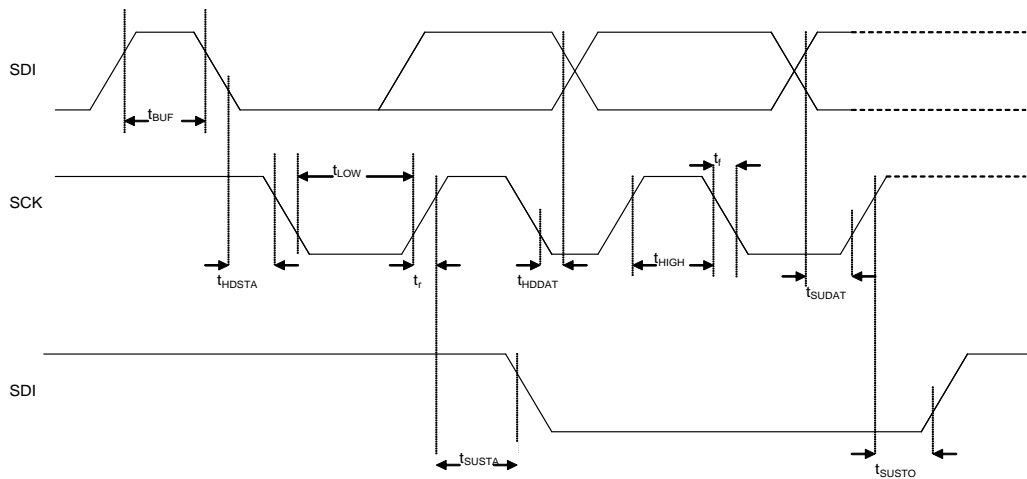 SDI
tBUF
tLOW
tf
SCK
tHDSTA
tr
tHDDAT
tHIGH
tSUDAT
SDI
tSUSTA
tSUSTO